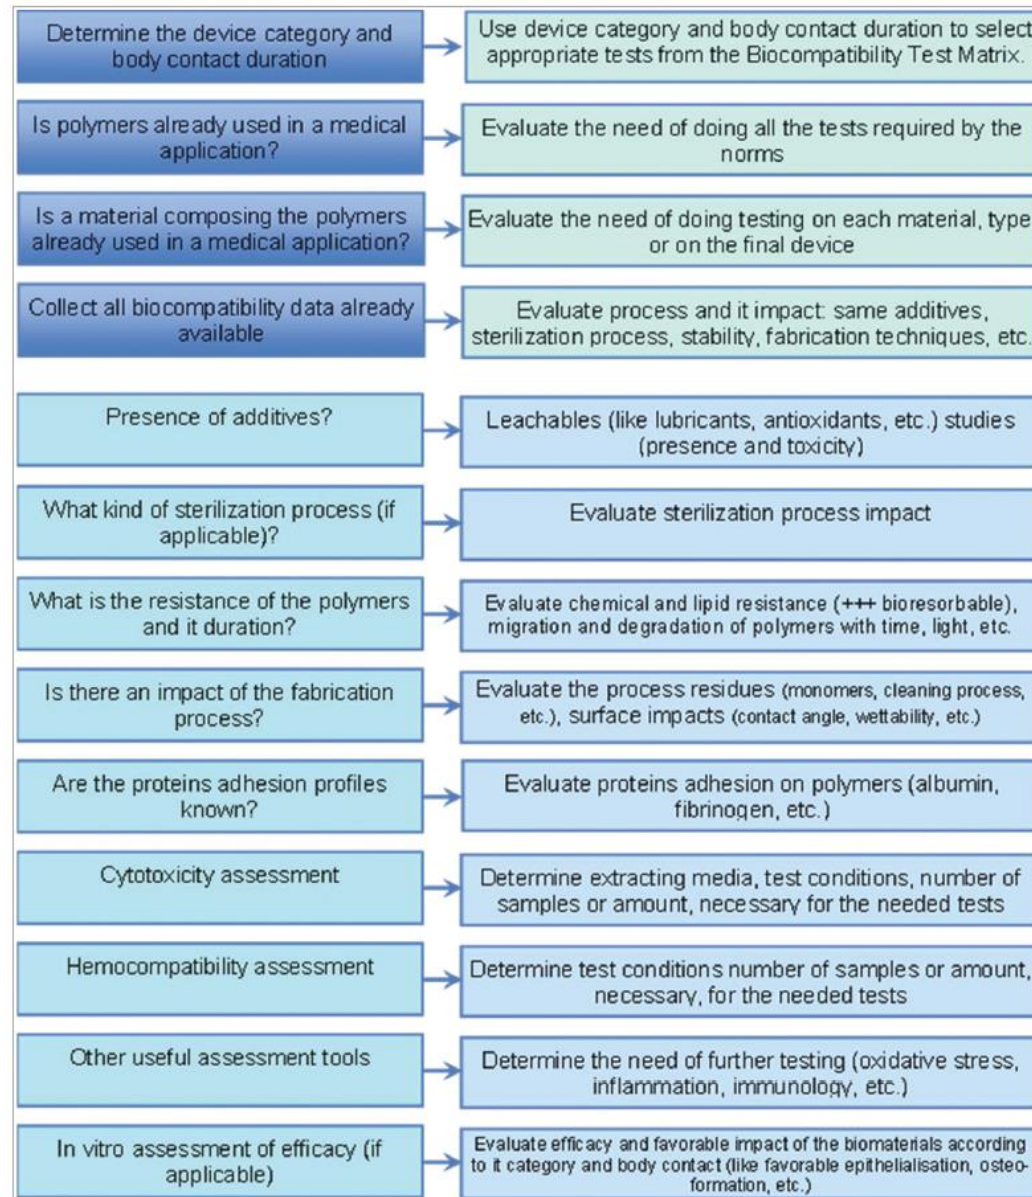 Determine the device category and
body contact duration
Use device category and body contact duration to select
appropriate tests from the Biocompatibility Test Matrix.
Is polymers already used in a medical
application?
Evaluate the need of doing all the tests required by the
norms
Is a material composing the polymers
already used in a medical application?
Evaluate the need of doing testing on each material, type
or on the final device
Collect all biocompatibility data already
available
Evaluate process and it impact: same additives,
sterilization process, stability, fabrication techniques, etc.
Presence of additives?
Leachables (like lubricants, antioxidants, etc.) studies
(presence and toxicity)
What kind of sterilization process (if
applicable)?
Evaluate sterilization process impact
What is the resistance of the polymers
and it duration?
Evaluate chemical and lipid resistance (+++ bioresorbable),
migration and degradation of polymers with time, light, etc.
Is there an impact of the fabrication
process?
Evaluate the process residues (monomers, cleaning process,
etc.), surface impacts (contact angle, wettability, etc.)
Are the proteins adhesion profiles
known?
Evaluate proteins adhesion on polymers (albumin,
fibrinogen, etc.)
Cytotoxicity assessment
Determine extracting media, test conditions, number of
samples or amount, necessary for the needed tests
Hemocompatibility assessment
Determine test conditions number of samples or amount,
necessary, for the needed tests
Other useful assessment tools
Determine the need of further testing (oxidative stress,
inflammation, immunology, etc.)
In vitro assessment of efficacy (if
applicable)
Evaluate efficacy and favorable impact of the biomaterials according
to it category and body contact (like favorable epithelialisation, osteo-
formation, etc.)